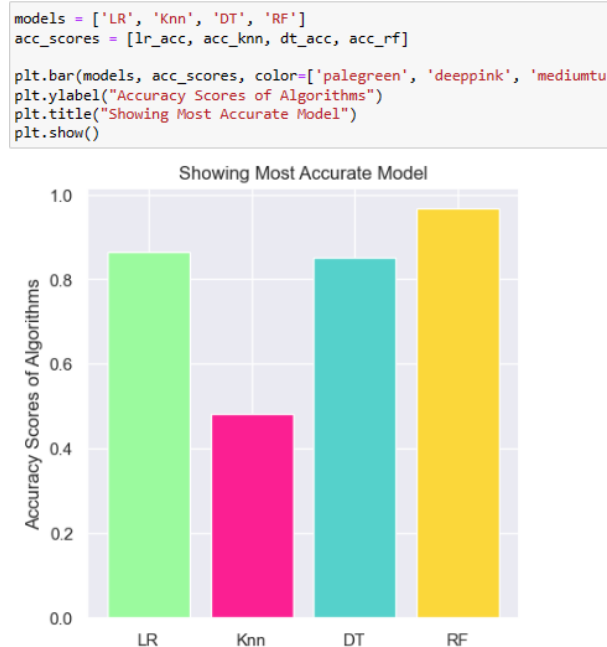 models = ['LR', 'Knn', 'DT', 'RF']
acc_scores = [lr_acc, acc_knn, dt_acc, acc_rf]
plt.bar(models, acc_scores, color=['palegreen', 'deeppink', 'mediumtu
plt.ylabel("Accuracy Scores of Algorithms")
plt.title("Showing Most Accurate Model")
plt.show()
Showing Most Accurate Model
Accuracy Scores of Algorithms
1.0
0.8
0.6
0.4
0.2
0.0
LR Knn DT RF